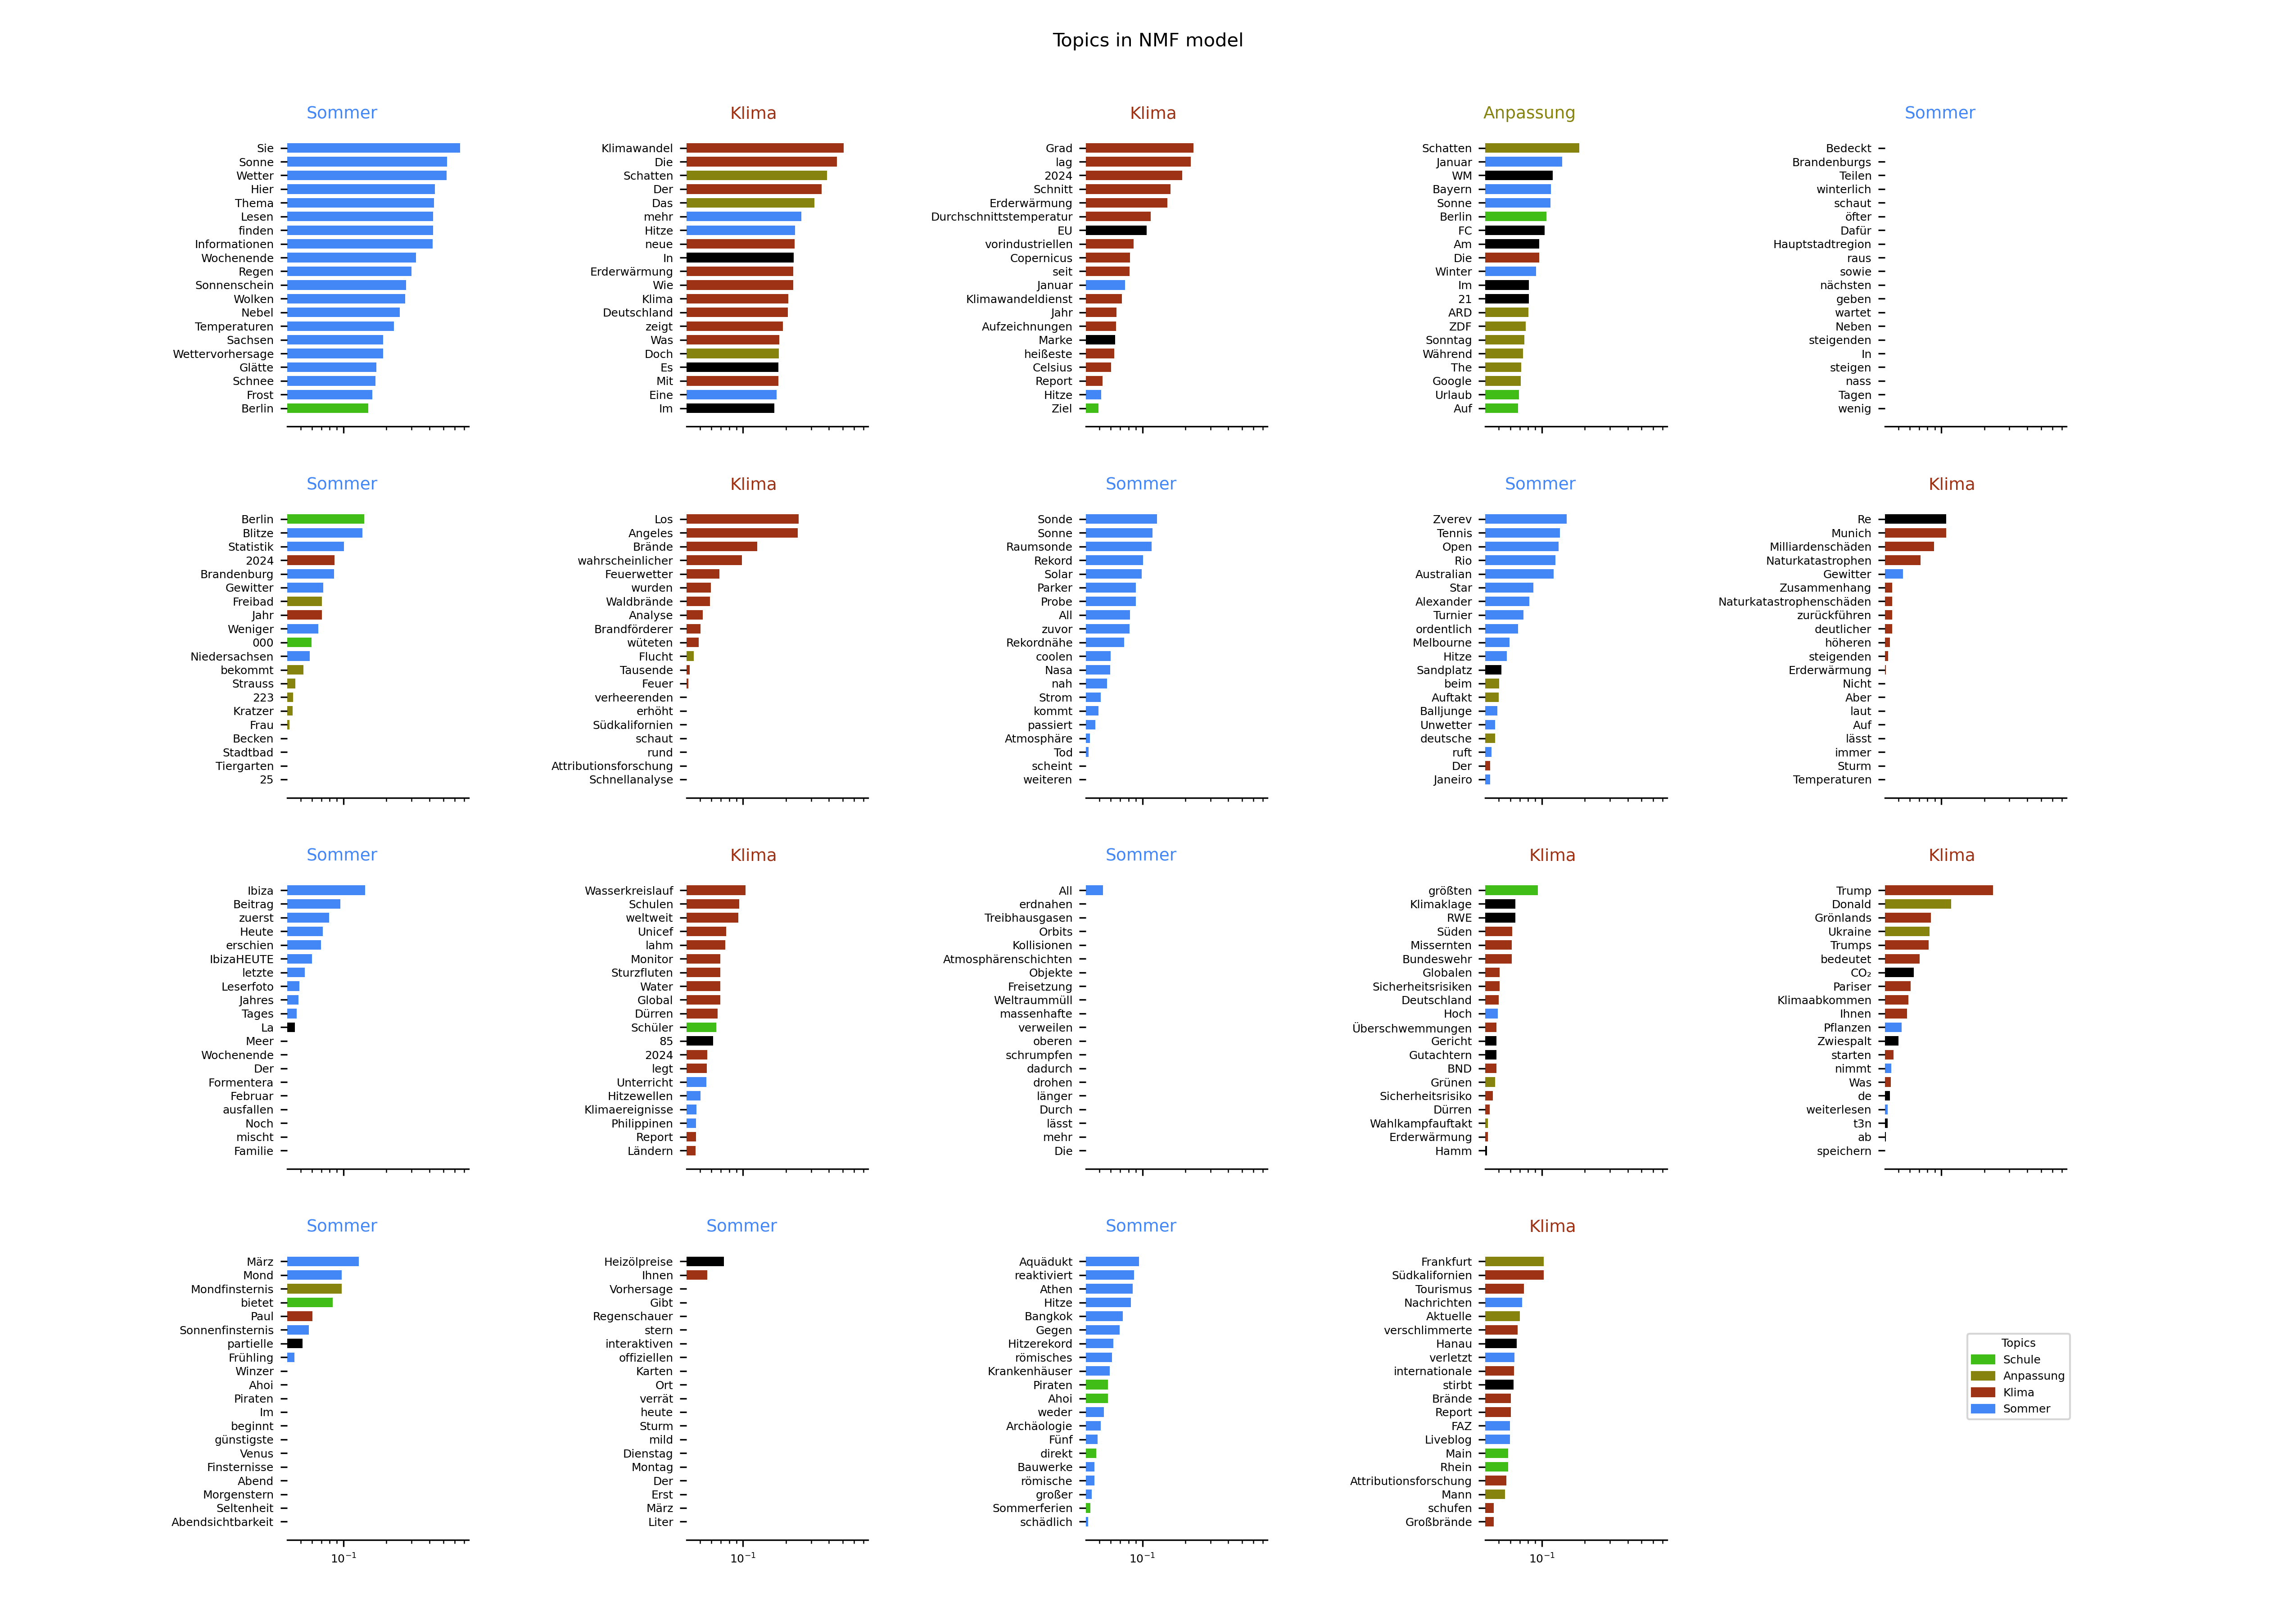 Topics in NMF model
Sommer
Sie
Sonne
Wetter
Hier
Thema
Lesen
finden
Informationen
Wochenende
Regen
Sonnenschein
Wolken
Nebel
Temperaturen
Sachsen
Wettervorhersage
Glätte
Schnee
Frost
Berlin
Klima
Klimawandel
Die
Schatten
Der
Das
mehr
Hitze
neue
In
Erderwärmung
Wie
Klima
Deutschland
zeigt
Was
Doch
Es
Mit
Eine
Im
Klima
Grad
lag
2024
Schnitt
Erderwärmung
Durchschnittstemperatur
EU
vorindustriellen
Copernicus
seit
Januar
Klimawandeldienst
Jahr
Aufzeichnungen
Marke
heißeste
Celsius
Report
Hitze
Ziel
Anpassung
Schatten
Januar
WM
Bayern
Sonne
Berlin
FC
Am
Die
Winter
Im
21
ARD
ZDF
Sonntag
Während
The
Google
Urlaub
Auf
Sommer
Bedeckt
Brandenburgs
Teilen
winterlich
schaut
öfter
Dafür
Hauptstadtregion
raus
sowie
nächsten
geben
wartet
Neben
steigenden
In
steigen
nass
Tagen
wenig
Sommer
Berlin
Blitze
Statistik
2024
Brandenburg
Gewitter
Freibad
Jahr
Weniger
000
Niedersachsen
bekommt
Strauss
223
Kratzer
Frau
Becken
Stadtbad
Tiergarten
25
Klima
Los
Angeles
Brände
wahrscheinlicher
Feuerwetter
wurden
Waldbrände
Analyse
Brandförderer
wüteten
Flucht
Tausende
Feuer
verheerenden
erhöht
Südkalifornien
schaut
rund
Attributionsforschung
Schnellanalyse
Sommer
Sonde
Sonne
Raumsonde
Rekord
Solar
Parker
Probe
All
zuvor
Rekordnähe
coolen
Nasa
nah
Strom
kommt
passiert
Atmosphäre
Tod
scheint
weiteren
Sommer
Zverev
Tennis
Open
Rio
Australian
Star
Alexander
Turnier
ordentlich
Melbourne
Hitze
Sandplatz
beim
Auftakt
Balljunge
Unwetter
deutsche
ruft
Der
Janeiro
Klima
Re
Munich
Milliardenschäden
Naturkatastrophen
Gewitter
Zusammenhang
Naturkatastrophenschäden
zurückführen
deutlicher
höheren
steigenden
Erderwärmung
Nicht
Aber
laut
Auf
lässt
immer
Sturm
Temperaturen
Sommer
Ibiza
Beitrag
zuerst
Heute
erschien
IbizaHEUTE
letzte
Leserfoto
Jahres
Tages
La
Meer
Wochenende
Der
Formentera
Februar
ausfallen
Noch
mischt
Familie
Klima
Wasserkreislauf
Schulen
weltweit
Unicef
lahm
Monitor
Sturzfluten
Water
Global
Dürren
Schüler
85
2024
legt
Unterricht
Hitzewellen
Klimaereignisse
Philippinen
Report
Ländern
Sommer
All
erdnahen
Treibhausgasen
Orbits
Kollisionen
Atmosphärenschichten
Objekte
Freisetzung
Weltraummüll
massenhafte
verweilen
oberen
schrumpfen
dadurch
drohen
länger
Durch
lässt
mehr
Die
Klima
größten
Klimaklage
RWE
Süden
Missernten
Bundeswehr
Globalen
Sicherheitsrisiken
Deutschland
Hoch
Überschwemmungen
Gericht
Gutachtern
BND
Grünen
Sicherheitsrisiko
Dürren
Wahlkampfauftakt
Erderwärmung
Hamm
Klima
Trump
Donald
Grönlands
Ukraine
Trumps
bedeutet
CO₂
Pariser
Klimaabkommen
Ihnen
Pflanzen
Zwiespalt
starten
nimmt
Was
de
weiterlesen
t3n
ab
speichern
Sommer
März
Mond
Mondfinsternis
bietet
Paul
Sonnenfinsternis
partielle
Frühling
Winzer
Ahoi
Piraten
Im
beginnt
günstigste
Venus
Finsternisse
Abend
Morgenstern
Seltenheit
Abendsichtbarkeit
10⁻¹
Sommer
Heizölpreise
Ihnen
Vorhersage
Gibt
Regenschauer
stern
interaktiven
offiziellen
Karten
Ort
verrät
heute
Sturm
mild
Dienstag
Montag
Der
Erst
März
Liter
10⁻¹
Sommer
Aquädukt
reaktiviert
Athen
Hitze
Bangkok
Gegen
Hitzerekord
römisches
Krankenhäuser
Piraten
Ahoi
weder
Archäologie
Fünf
direkt
Bauwerke
römische
großer
Sommerferien
schädlich
10⁻¹
Klima
Frankfurt
Südkalifornien
Tourismus
Nachrichten
Aktuelle
verschlimmerte
Hanau
verletzt
internationale
stirbt
Brände
Report
FAZ
Liveblog
Main
Rhein
Attributionsforschung
Mann
schufen
Großbrände
10⁻¹
Topics
Schule
Anpassung
Klima
Sommer